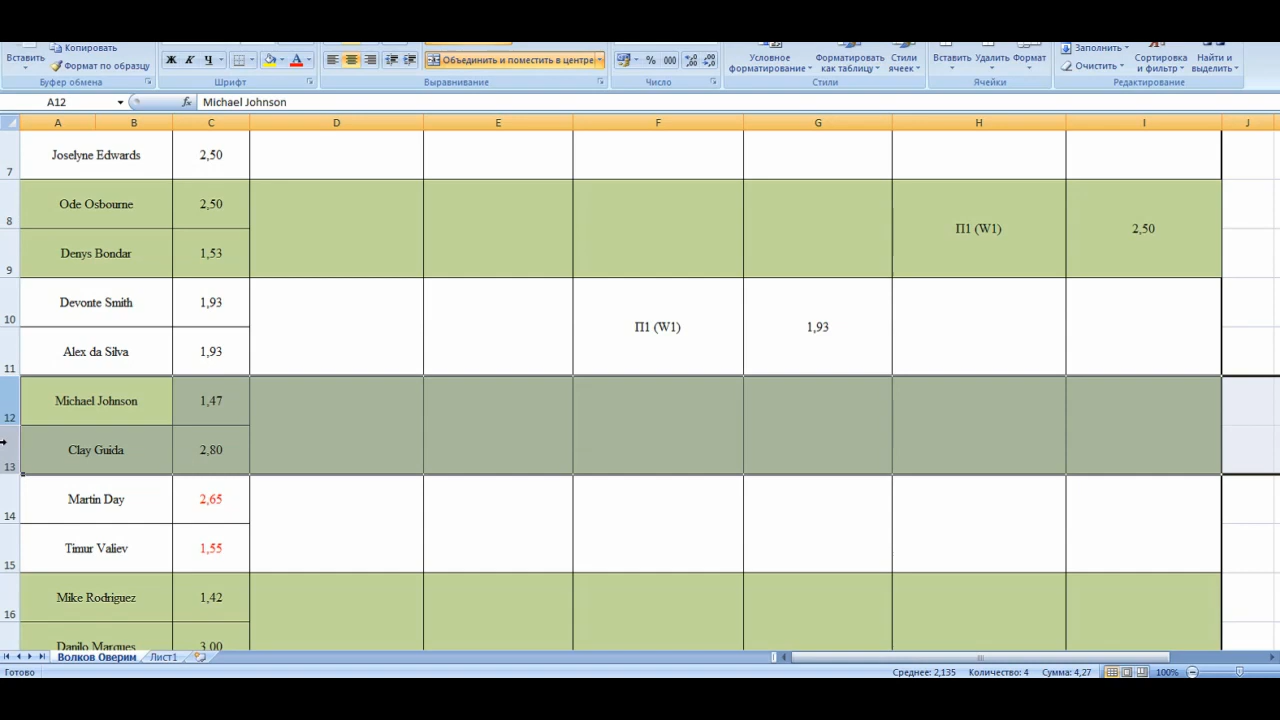 Копировать
Вставить
Формат по образцу
Буфер обмена
Ж К Ч
Шрифт
Объединить и поместить в центре
Выравнивание
% 000
Число
Условное форматирование
Форматировать как таблицу
Стили ячеек
Стили
Вставить Удалить Формат
Ячейки
Заполнить
Очистить
Сортировка и фильтр
Найти и выделить
Редактирование
A12 fx Michael Johnson
A B C D E F G H I J
7 Joselyne Edwards 2,50
8 Ode Osbourne 2,50 П1 (W1) 2,50
9 Denys Bondar 1,53
10 Devonte Smith 1,93 П1 (W1) 1,93
11 Alex da Silva 1,93
12 Michael Johnson 1,47
13 Clay Guida 2,80
14 Martin Day 2,65
15 Timur Valiev 1,55
16 Mike Rodriguez 1,42
Danilo Marques 3,00
Волков Оверим Лист1
Готово Среднее: 2,135 Количество: 4 Сумма: 4,27 100%